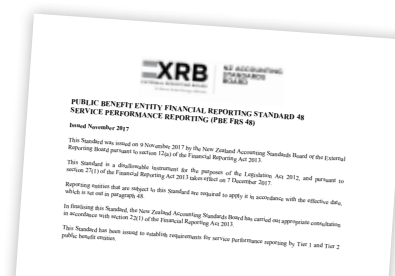 XRB
EXTERNAL REPORTING BOARD
NZ ACCOUNTING
STANDARDS
BOARD
PUBLIC BENEFIT ENTITY FINANCIAL REPORTING STANDARD 48
SERVICE PERFORMANCE REPORTING (PBE FRS 48)
Issued November 2017
This Standard was issued on 9 November 2017 by the New Zealand Accounting Standards Board of the External
Reporting Board pursuant to section 12(a) of the Financial Reporting Act 2013.
This Standard is a disallowable instrument for the purposes of the Legislation Act 2012, and pursuant to
section 27(1) of the Financial Reporting Act 2013 takes effect on 7 December 2017.
Reporting entities that are subject to this Standard are required to apply it in accordance with the effective date,
which is set out in paragraph 48.
In finalising this Standard, the New Zealand Accounting Standards Board has carried out appropriate consultation
in accordance with section 22(1) of the Financial Reporting Act 2013.
This Standard has been issued to establish requirements for service performance reporting by Tier 1 and Tier 2
public benefit entities.